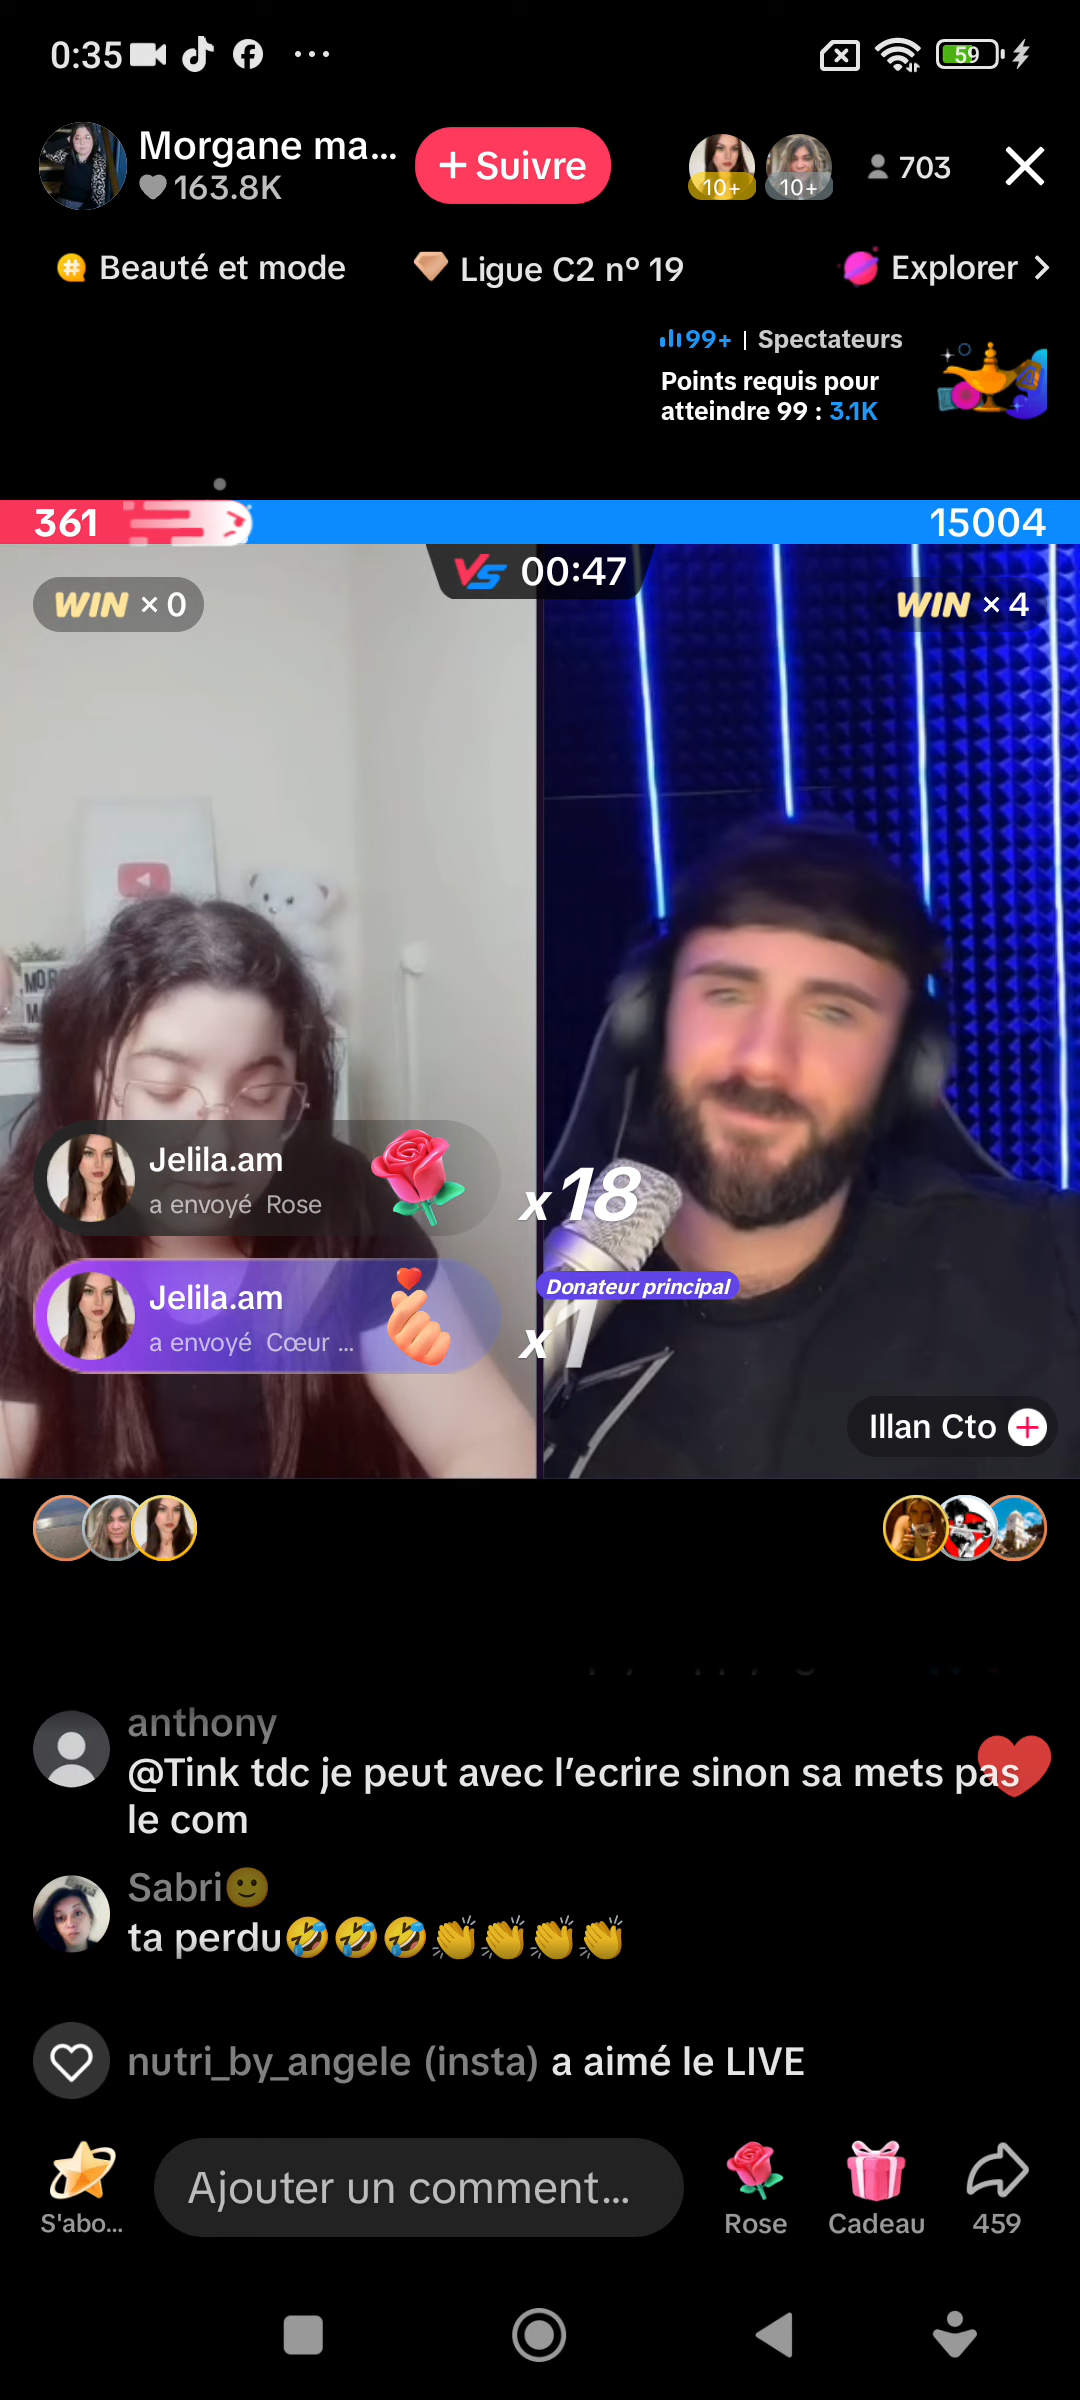 0:35
59
Morgane ma...
163.8K
+ Suivre
10+
10+
703
Beauté et mode
Ligue C2 n° 19
Explorer
99+ | Spectateurs
Points requis pour
atteindre 99 : 3.1K
361
15004
VS 00:47
WIN × 0
WIN × 4
Jelila.am
a envoyé Rose
x18
Donateur principal
Jelila.am
a envoyé Cœur ...
x1
Illan Cto
anthony
@Tink tdc je peut avec l’ecrire sinon sa mets pas
le com
Sabri🙂
ta perdu🤣🤣🤣👏👏👏👏
nutri_by_angele (insta) a aimé le LIVE
S'abo...
Ajouter un comment...
Rose
Cadeau
459